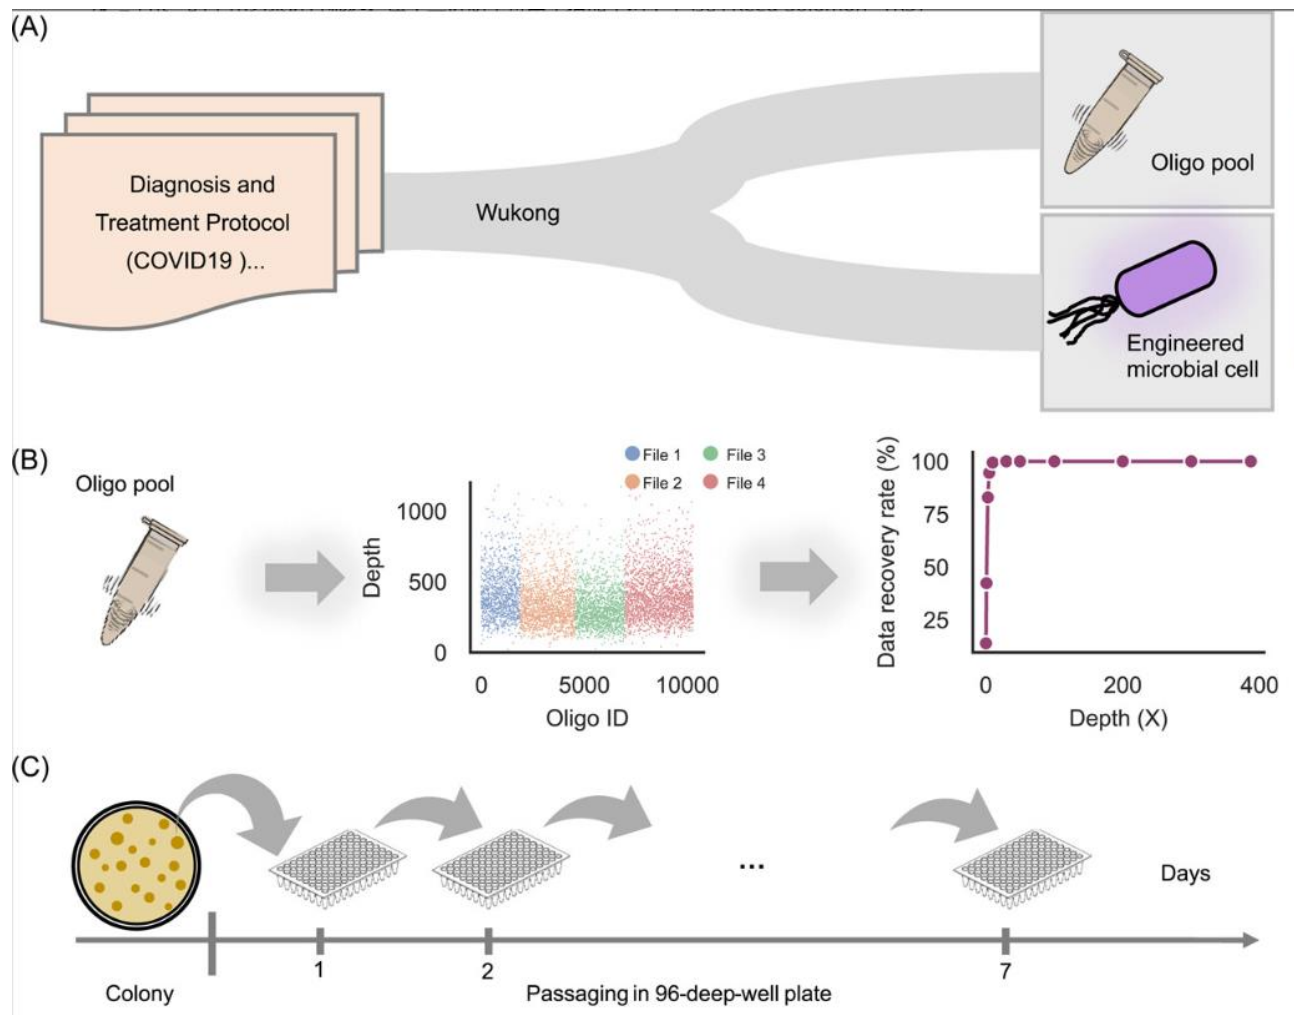 (A)
Diagnosis and
Treatment Protocol
(COVID19 )...
Wukong
Oligo pool
Engineered
microbial cell
(B)
Oligo pool
File 1
File 3
File 2
File 4
Depth
1000
500
0
0 5000 10000
Oligo ID
Data recovery rate (%)
100
75
50
25
0 200 400
Depth (X)
(C)
...
Days
1 2 7
Colony
Passaging in 96-deep-well plate